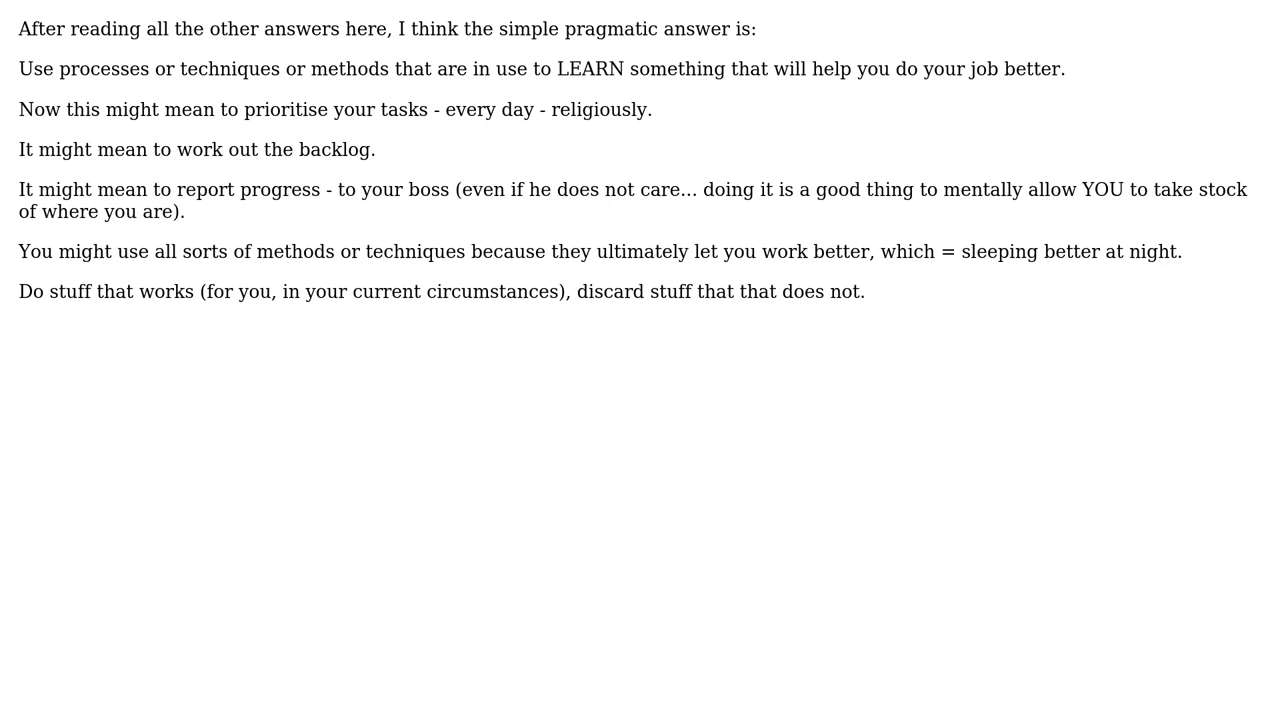 After reading all the other answers here, I think the simple pragmatic answer is:
Use processes or techniques or methods that are in use to LEARN something that will help you do your job better.
Now this might mean to prioritise your tasks - every day - religiously.
It might mean to work out the backlog.
It might mean to report progress - to your boss (even if he does not care... doing it is a good thing to mentally allow YOU to take stock
of where you are).
You might use all sorts of methods or techniques because they ultimately let you work better, which = sleeping better at night.
Do stuff that works (for you, in your current circumstances), discard stuff that that does not.